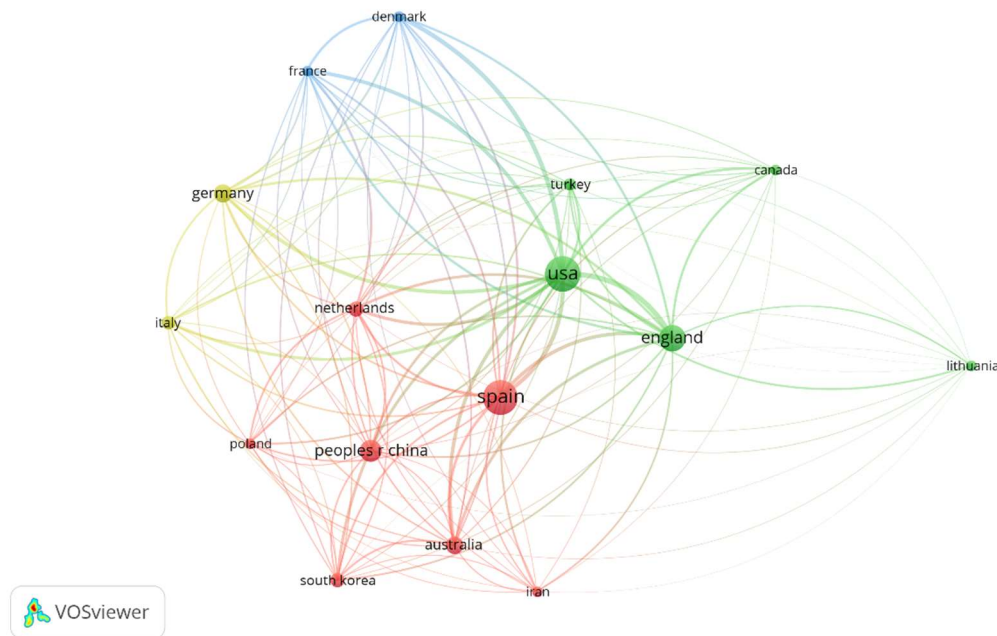 denmark
france
canada
turkey
germany
usa
netherlands
italy
england
lithuania
spain
poland
peoples r china
australia
south korea
iran
VOSviewer